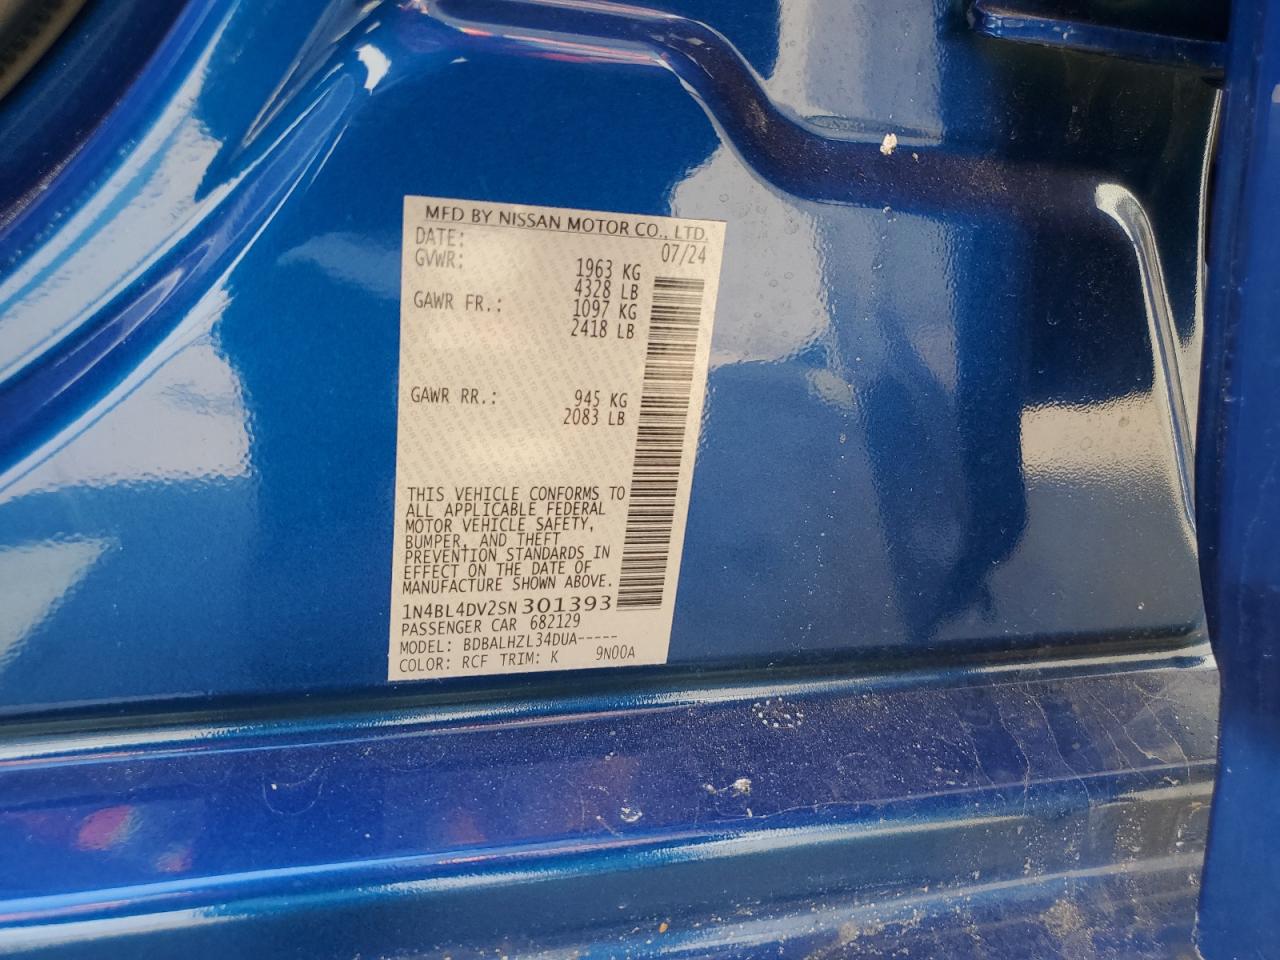 MFD BY NISSAN MOTOR CO., LTD.
DATE: 07/24
GVWR: 1963 KG
4328 LB
GAWR FR.: 1097 KG
2418 LB
GAWR RR.: 945 KG
2083 LB
THIS VEHICLE CONFORMS TO
ALL APPLICABLE FEDERAL
MOTOR VEHICLE SAFETY,
BUMPER, AND THEFT
PREVENTION STANDARDS IN
EFFECT ON THE DATE OF
MANUFACTURE SHOWN ABOVE.
1N4BL4DV2SN301393
PASSENGER CAR 682129
MODEL: BDBALHZL34DUA-----
COLOR: RCF TRIM: K 9N00A